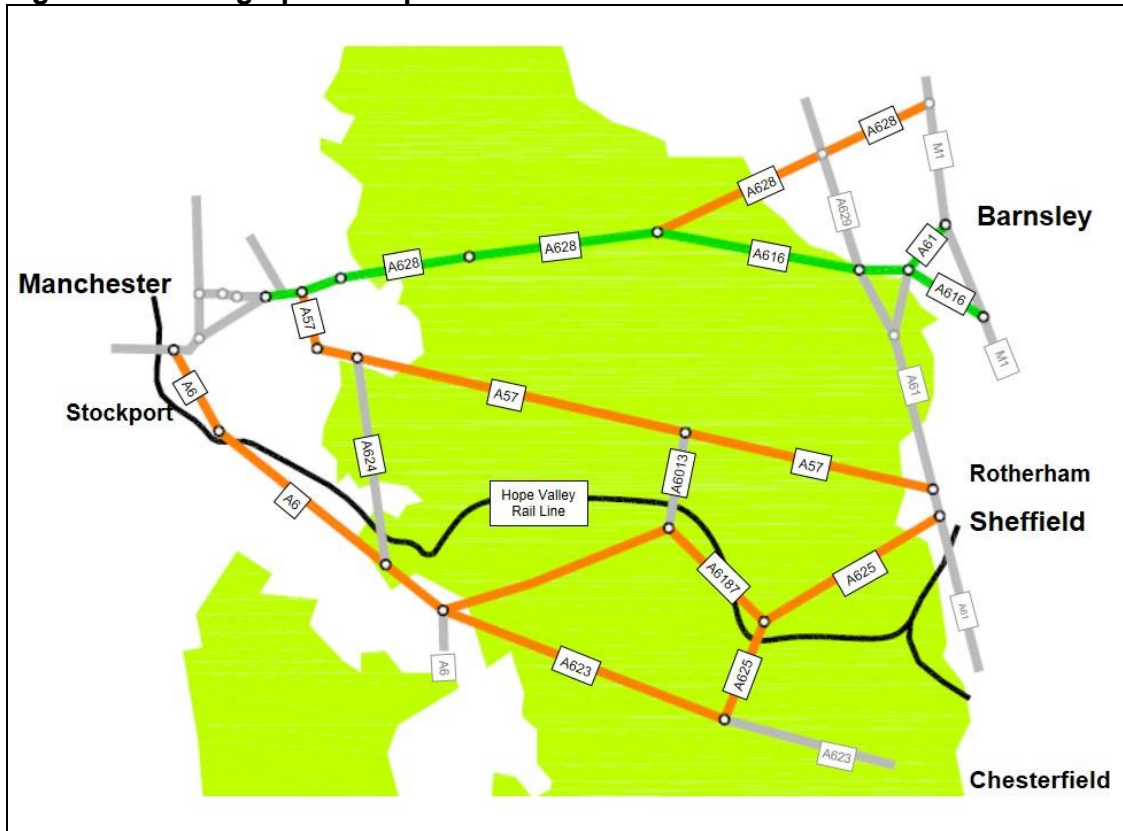 A628
M1
A628
A629
Barnsley
A61
A628
A628
A616
A616
Manchester
A57
M1
A6
Stockport
A57
A61
A624
A6013
A57
Rotherham
A6
Hope Valley
Rail Line
Sheffield
A6187
A625
A61
A6
A623
A625
A623
Chesterfield